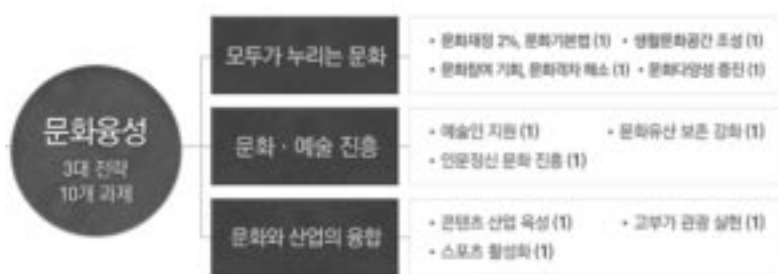 문화융성
3대 전략
10개 과제
모두가 누리는 문화
• 문화재정 2%, 문화기본법 (1) • 생활문화공간 조성 (1)
• 문화참여 기회, 문화격차 해소 (1) • 문화다양성 증진 (1)
문화 · 예술 진흥
• 예술인 지원 (1) • 문화유산 보존 강화 (1)
• 인문정신 문화 진흥 (1)
문화와 산업의 융합
• 콘텐츠 산업 육성 (1) • 고부가 관광 실현 (1)
• 스포츠 활성화 (1)